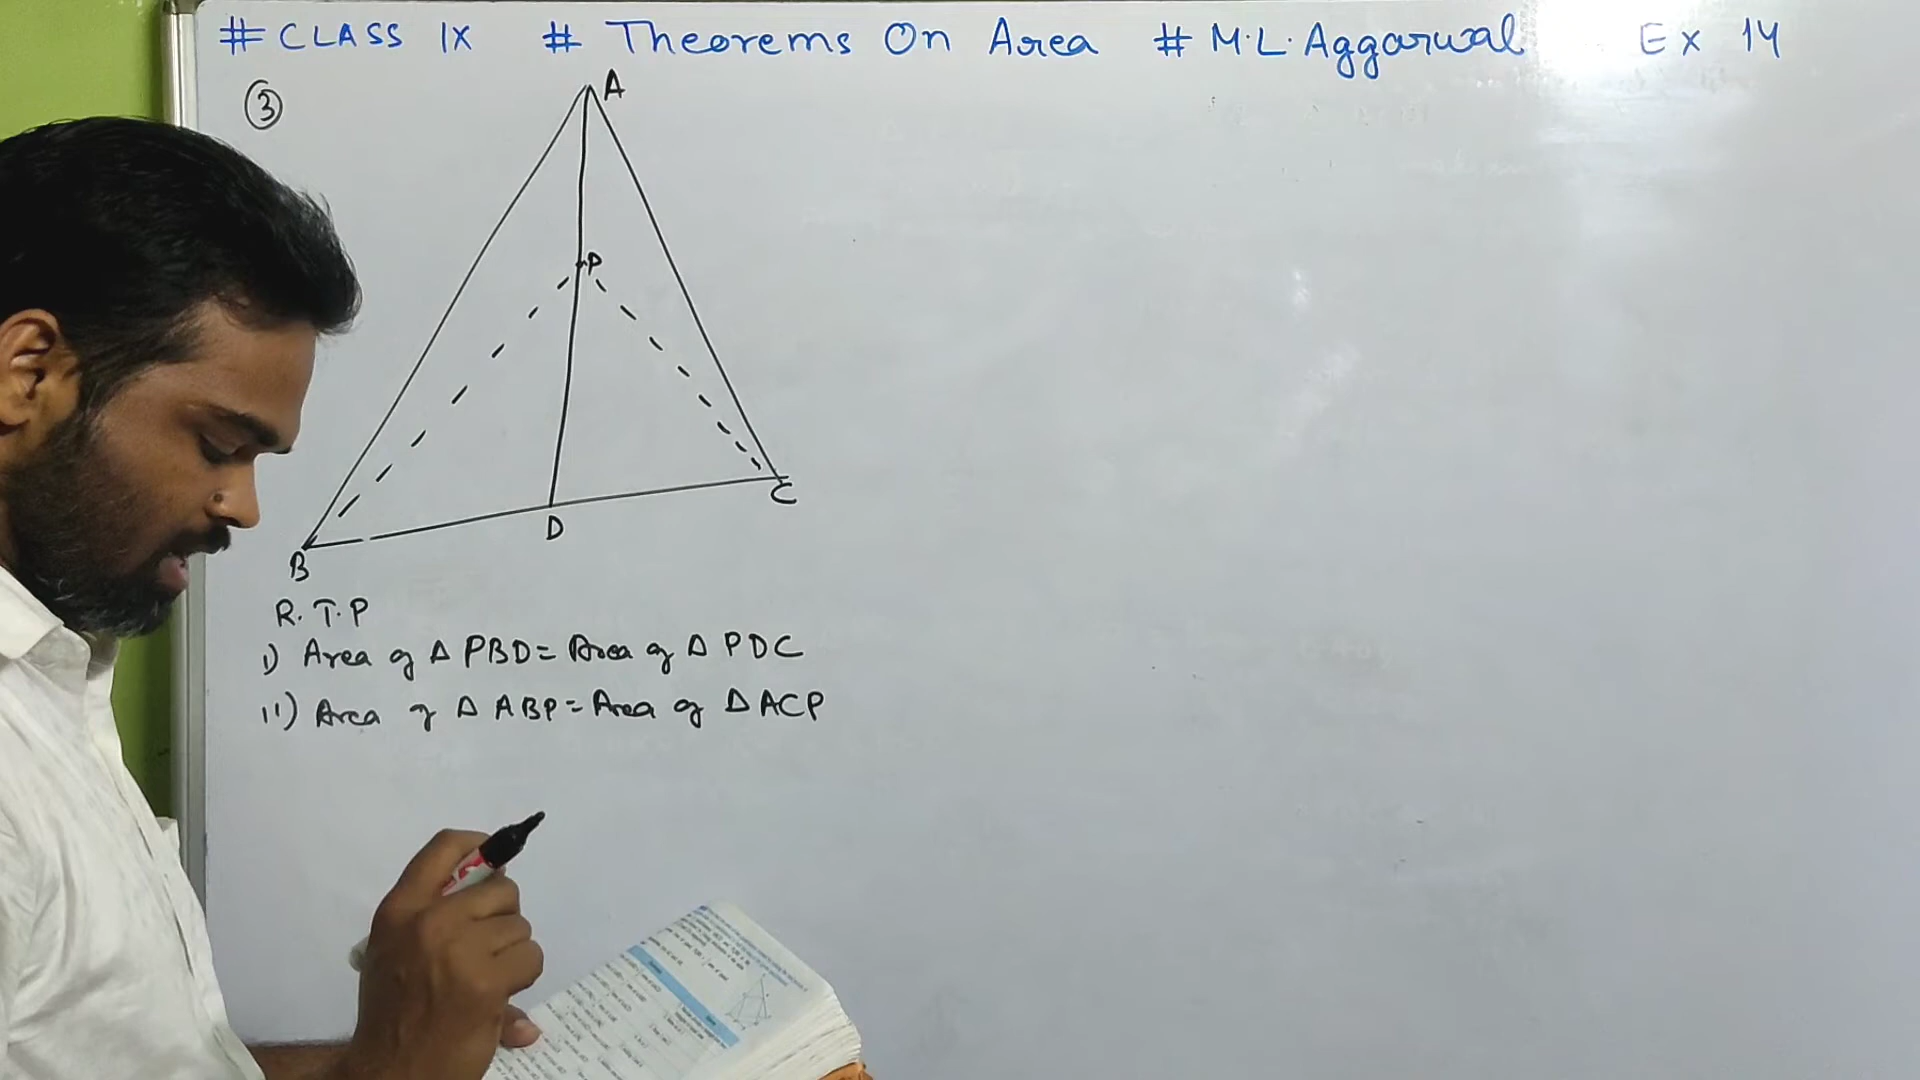 # CLASS IX # Theorems On Area # M.L. Aggarwal Ex 14
3
A
P
C
D
B
R.T.P
i) Area of Δ PBD = Area of Δ PDC
ii) Area of Δ ABP = Area of Δ ACP